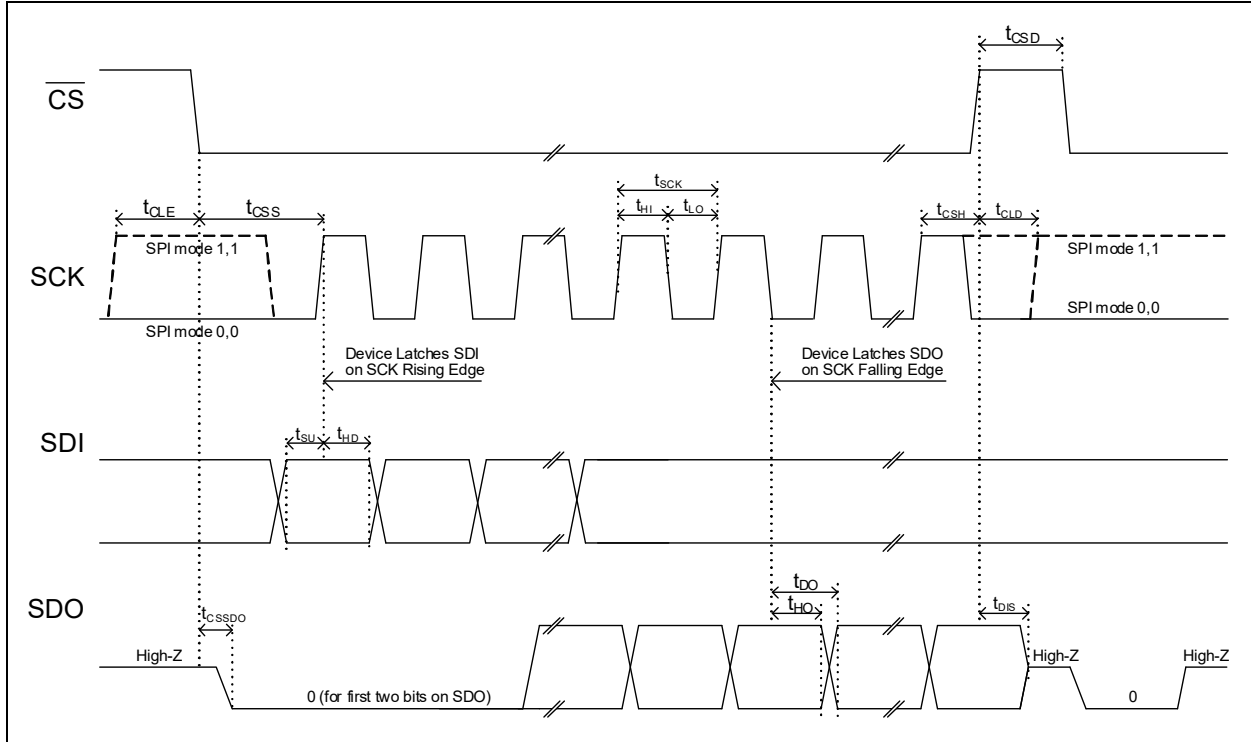 tCSD
CS
tSCK
tCLE
tCSS
tHI
tLO
tCSH
tCLD
SPI mode 1,1
SPI mode 1,1
SCK
SPI mode 0,0
SPI mode 0,0
Device Latches SDI
on SCK Rising Edge
Device Latches SDO
on SCK Falling Edge
tSU
tHD
SDI
tDO
SDO
tCSSDO
tHO
tDIS
High-Z
High-Z
High-Z
0 (for first two bits on SDO)
0